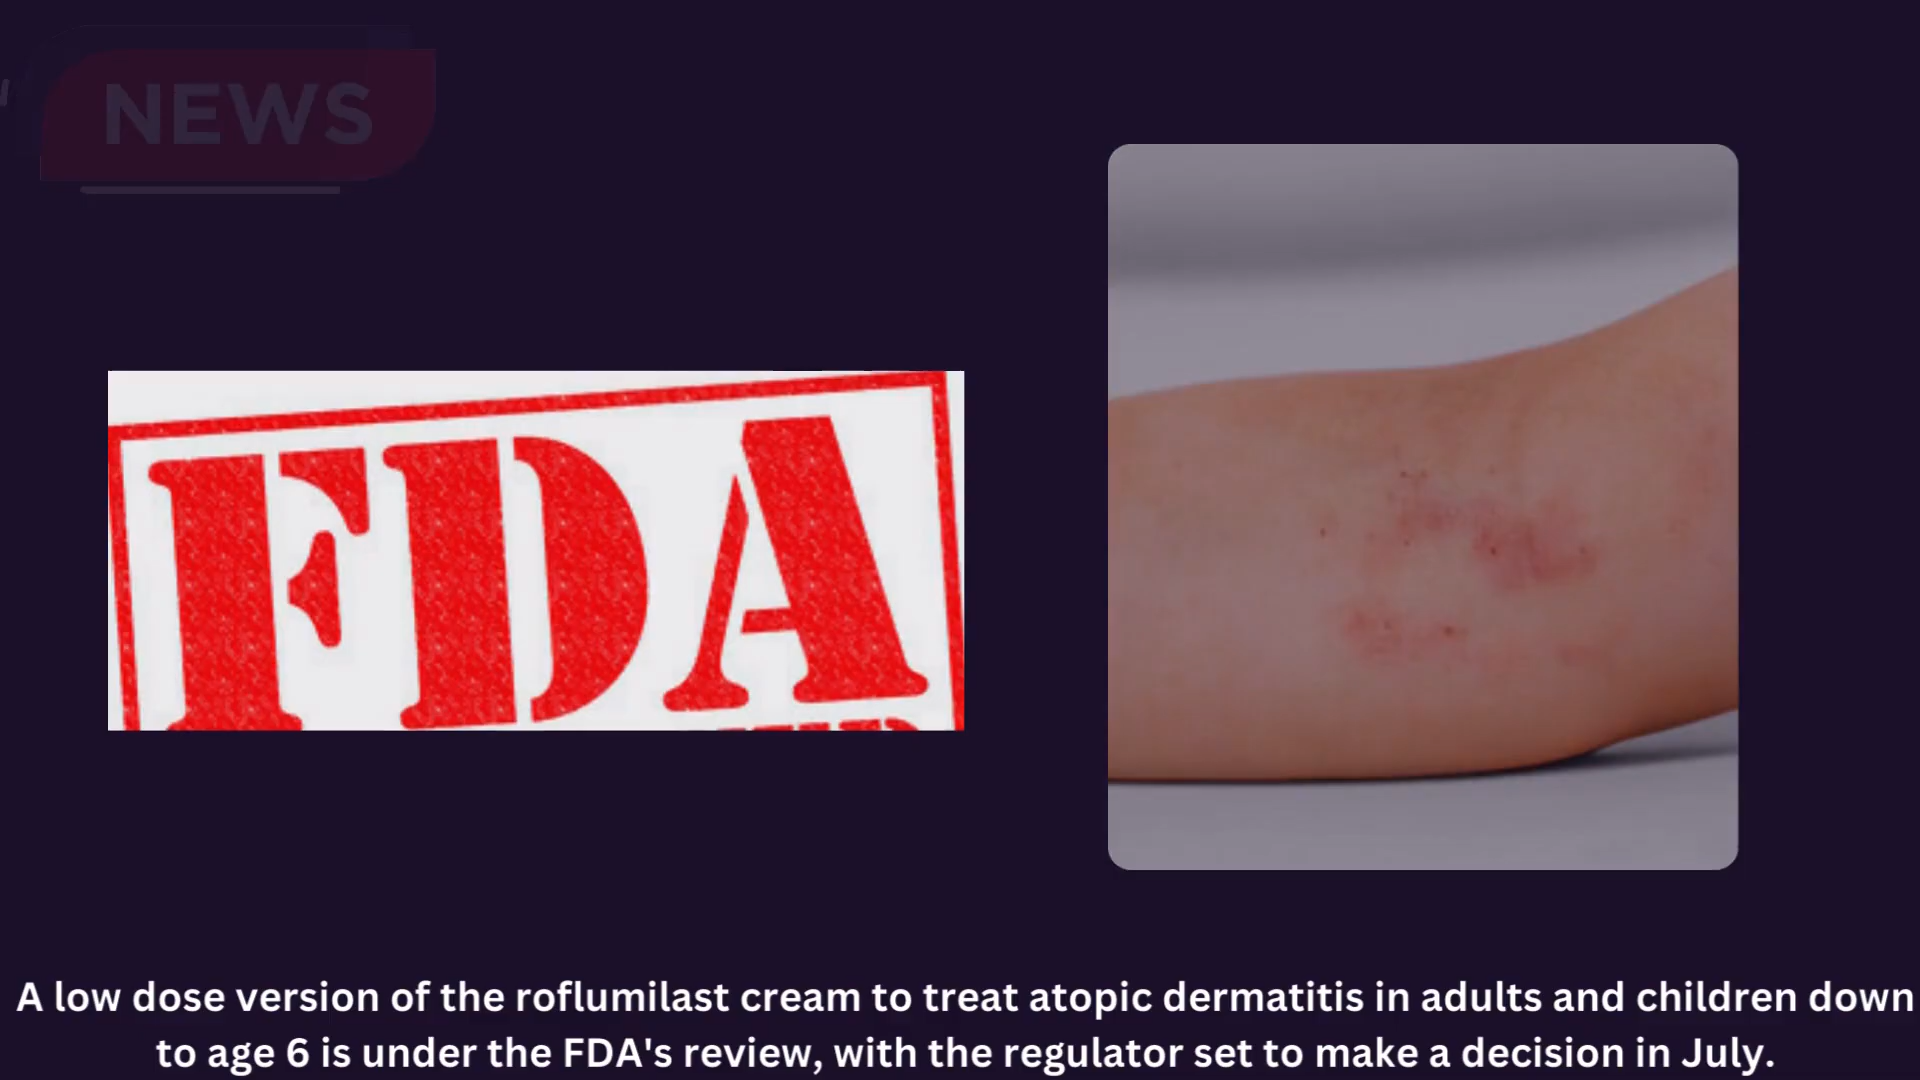 NEWS
FDA
A low dose version of the roflumilast cream to treat atopic dermatitis in adults and children down
to age 6 is under the FDA's review, with the regulator set to make a decision in July.